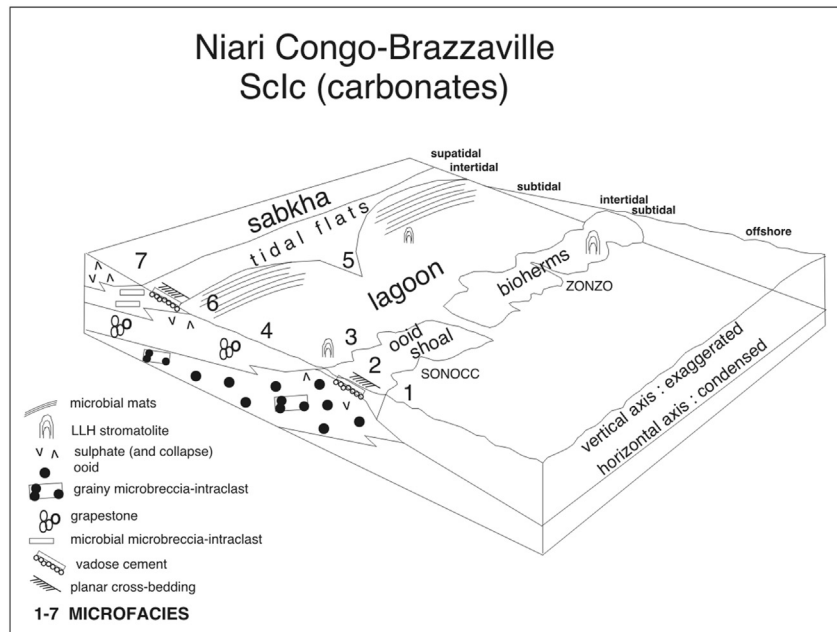 Niari Congo-Brazzaville
ScIc (carbonates)
supatidal
intertidal
subtidal
intertidal
subtidal
offshore
sabkha
tidal flats
7
5
6
lagoon
bioherms
ZONZO
4
3
ooid
shoal
2
SONOCC
1
vertical axis : exaggerated
horizontal axis : condensed
microbial mats
LLH stromatolite
sulphate (and collapse)
ooid
grainy microbreccia-intraclast
grapestone
microbial microbreccia-intraclast
vadose cement
planar cross-bedding
1-7 MICROFACIES